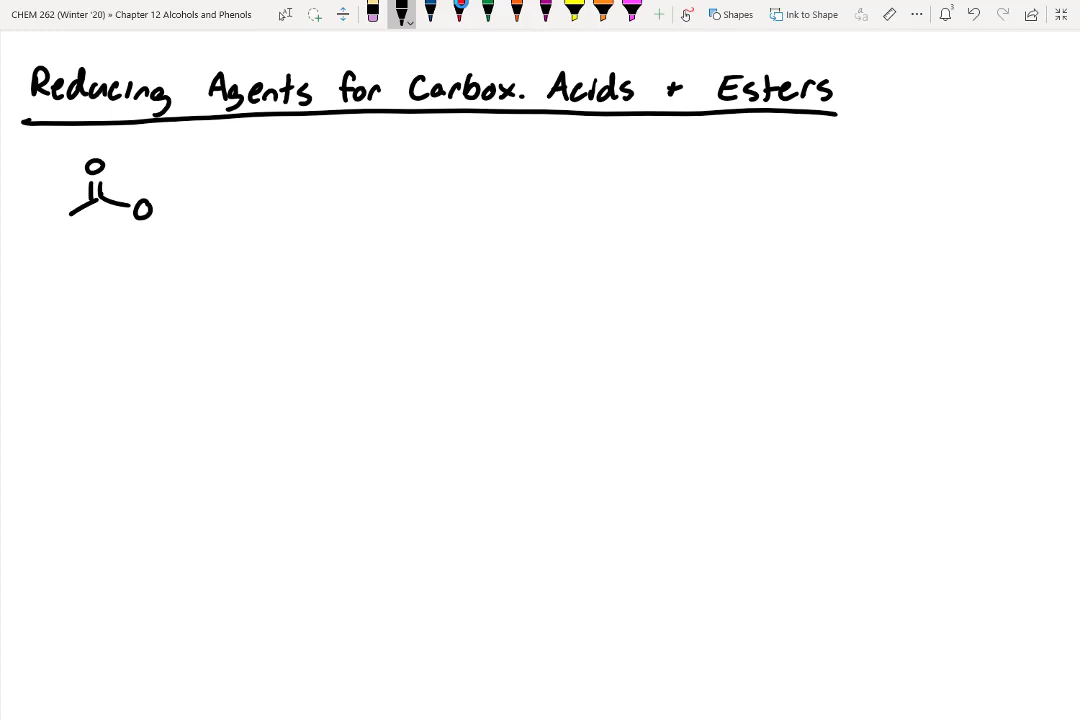 CHEM 262 (Winter '20) » Chapter 12 Alcohols and Phenols
Shapes
Ink to Shape
3
Reducing Agents for Carbox. Acids + Esters
O
O